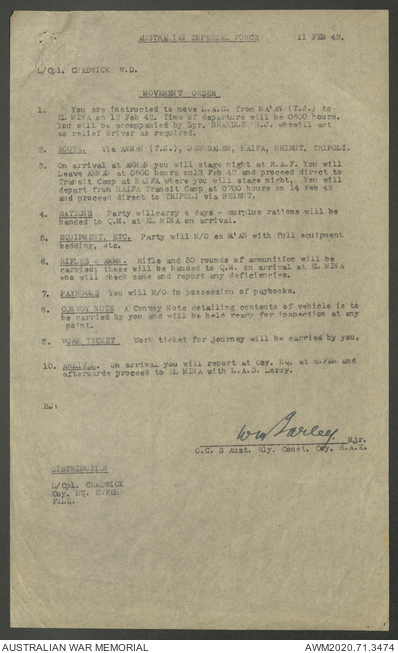 AUSTRALIAN IMPERIAL FORCE
11 FEB 42.
L/Cpl. CHADWICK W.D.
MOVEMENT ORDER
1. You are instructed to move L.A.D. from MA'AN (T.J.) to
EL MINA on 12 Feb 42. Time of departure will be 0600 hours.
You will be accompanied by Spr. R.J. whowill act
as relief driver as required.
2. ROUTE. Via AMMAN (T.J.), JERUSALEM, HAIFA, BEIRUT, TRIPOLI.
3. On arrival at AMMAN you will stage night at R.A.F. You will
Leave AMMAN at 0600 hours on13 Feb 42 and proceed direct to
Transit Camp at HAIFA where you will stage night, You will
depart from HAIFA Transit Camp at 0700 hours on 14 Feb 42
and proceed direct to TRIPOLI via BEIRUT.
4. RATIONS Party willcarry 4 days - surplus rations will be
handed to Q.M. at EL MINA on arrival.
5. EQUIPMENT, ETC. Party will M/O ex MA'AN with full equipment
bedding, etc.
6. RIFLES & AMMN. Rifle and 50 rounds of ammunition will be
carried; these will be handed to Q.M. on arrival at EL MINA
who will check same and report any deficiencies.
7. PAYBOOKS You will M/O in possession of paybooks.
8. CONVOY NOTE A Convoy Note detailing contents of vehicle is to
be carried by you and will be held ready for inspection at any
point.
9. WORK TICKET Work ticket for journey will be carried by you.
10. ARRIVAL. On arrival you will report at Coy. HQ. at and
afterwards proceed to EL MINA with L.A.D. Lorry.
Mjr.
O.C. 3 Aust. Rly. Const. Coy. R.A.E.
DISTRIBUTION
L/Cpl. CHADWICK
Coy. HQ.
FILE.
AUSTRALIAN WAR MEMORIAL
AWM2020.71.3474